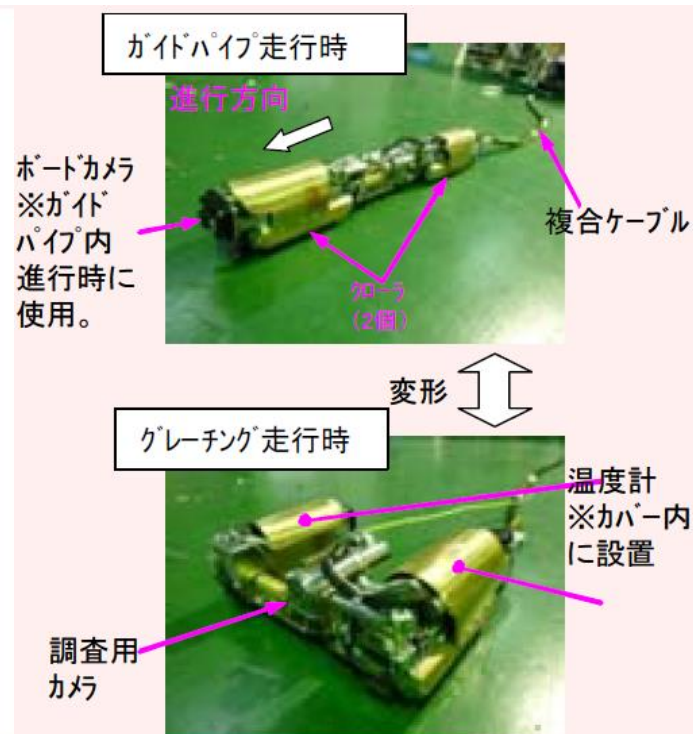 ｶﾞｲﾄﾞﾊﾟｲﾌﾟ走行時
進行方向
ﾎﾞｰﾄﾞカメラ
※ｶﾞｲﾄﾞ
ﾊﾟｲﾌﾟ内
進行時に
使用。
複合ケーブル
ｸﾛｰﾗ
(2個)
変形
ｸﾞﾚｰﾁﾝｸﾞ走行時
温度計
※ｶﾊﾞｰ内
に設置
調査用
ｶﾒﾗ